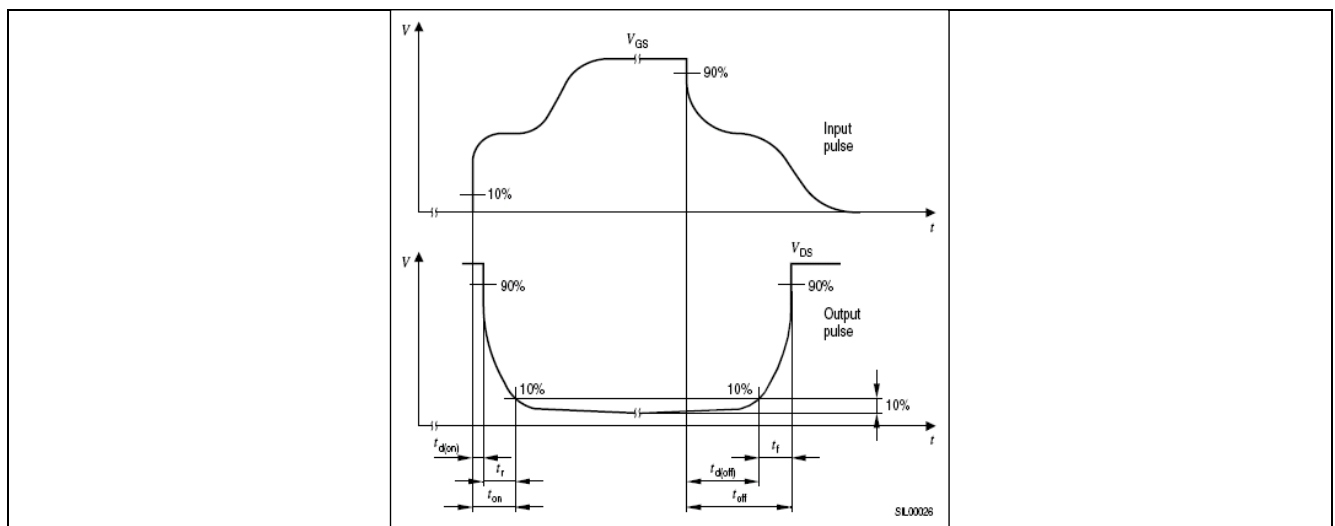 V
V_GS
90%
Input
pulse
10%
t
V_DS
V
90%
90%
Output
pulse
10%
10%
10%
t
t_d(on)
t_f
t_r
t_d(off)
t_on
t_off
SIL00026